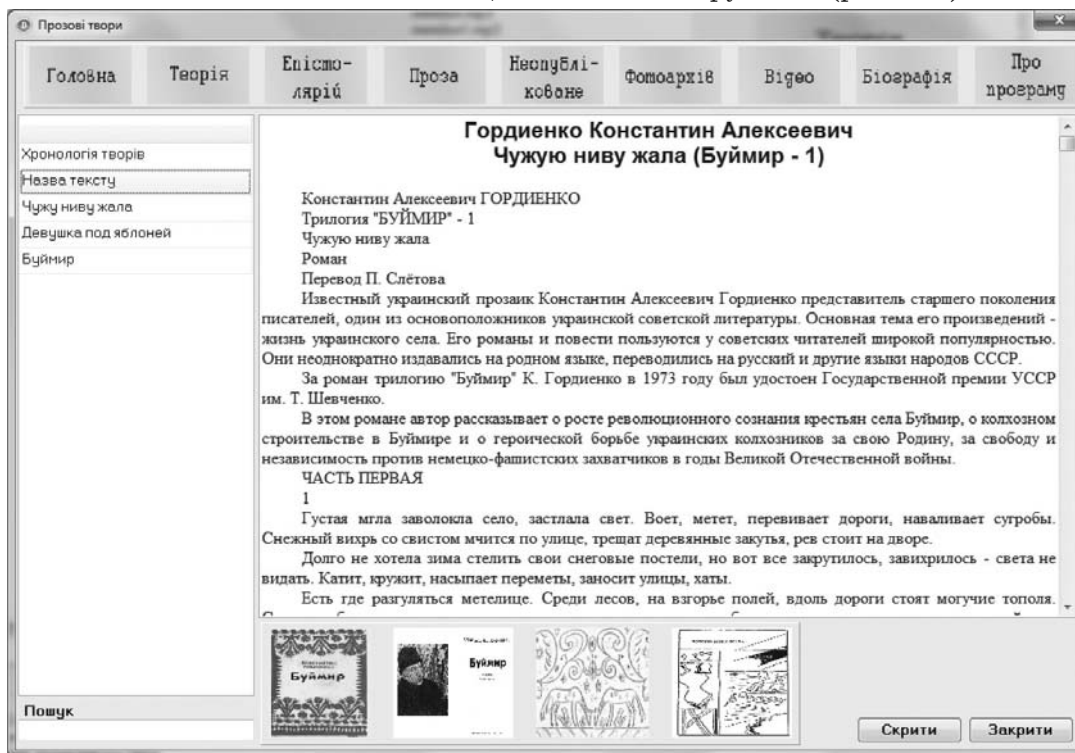 Прозові твори
Головна
Теорія
Епісто-
лярій
Проза
Неопублі-
коване
Фотоархів
Відео
Біографія
Про
програму
Хронологія творів
Назва тексту
Чужу ниву жала
Девушка под яблоней
Буймир
Гордиенко Константин Алексеевич
Чужую ниву жала (Буймир - 1)
Константин Алексеевич ГОРДИЕНКО
Трилогия "БУЙМИР" - 1
Чужую ниву жала
Роман
Перевод П. Слётова
Известный украинский прозаик Константин Алексеевич Гордиенко представитель старшего поколения
писателей, один из основоположников украинской советской литературы. Основная тема его произведений -
жизнь украинского села. Его романы и повести пользуются у советских читателей широкой популярностью.
Они неоднократно издавались на родном языке, переводились на русский и другие языки народов СССР.
За роман трилогию "Буймир" К. Гордиенко в 1973 году был удостоен Государственной премии УССР
им. Т. Шевченко.
В этом романе автор рассказывает о росте революционного сознания крестьян села Буймир, о колхозном
строительстве в Буймире и о героической борьбе украинских колхозников за свою Родину, за свободу и
независимость против немецко-фашистских захватчиков в годы Великой Отечественной войны.
ЧАСТЬ ПЕРВАЯ
1
Густая мгла заволокла село, застлала свет. Воет, метет, перевивает дороги, наваливает сугробы.
Снежный вихрь со свистом мчится по улице, трещат деревянные закутья, рев стоит на дворе.
Долго не хотела зима стелить свои снеговые постели, но вот все закрутилось, завихрилось - света не
видать. Катит, кружит, насыпает переметы, заносит улицы, хаты.
Есть где разгуляться метелице. Среди лесов, на взгорье полей, вдоль дороги стоят могучие тополя.
Буймир
Буймир
Пошук
Скрити
Закрити